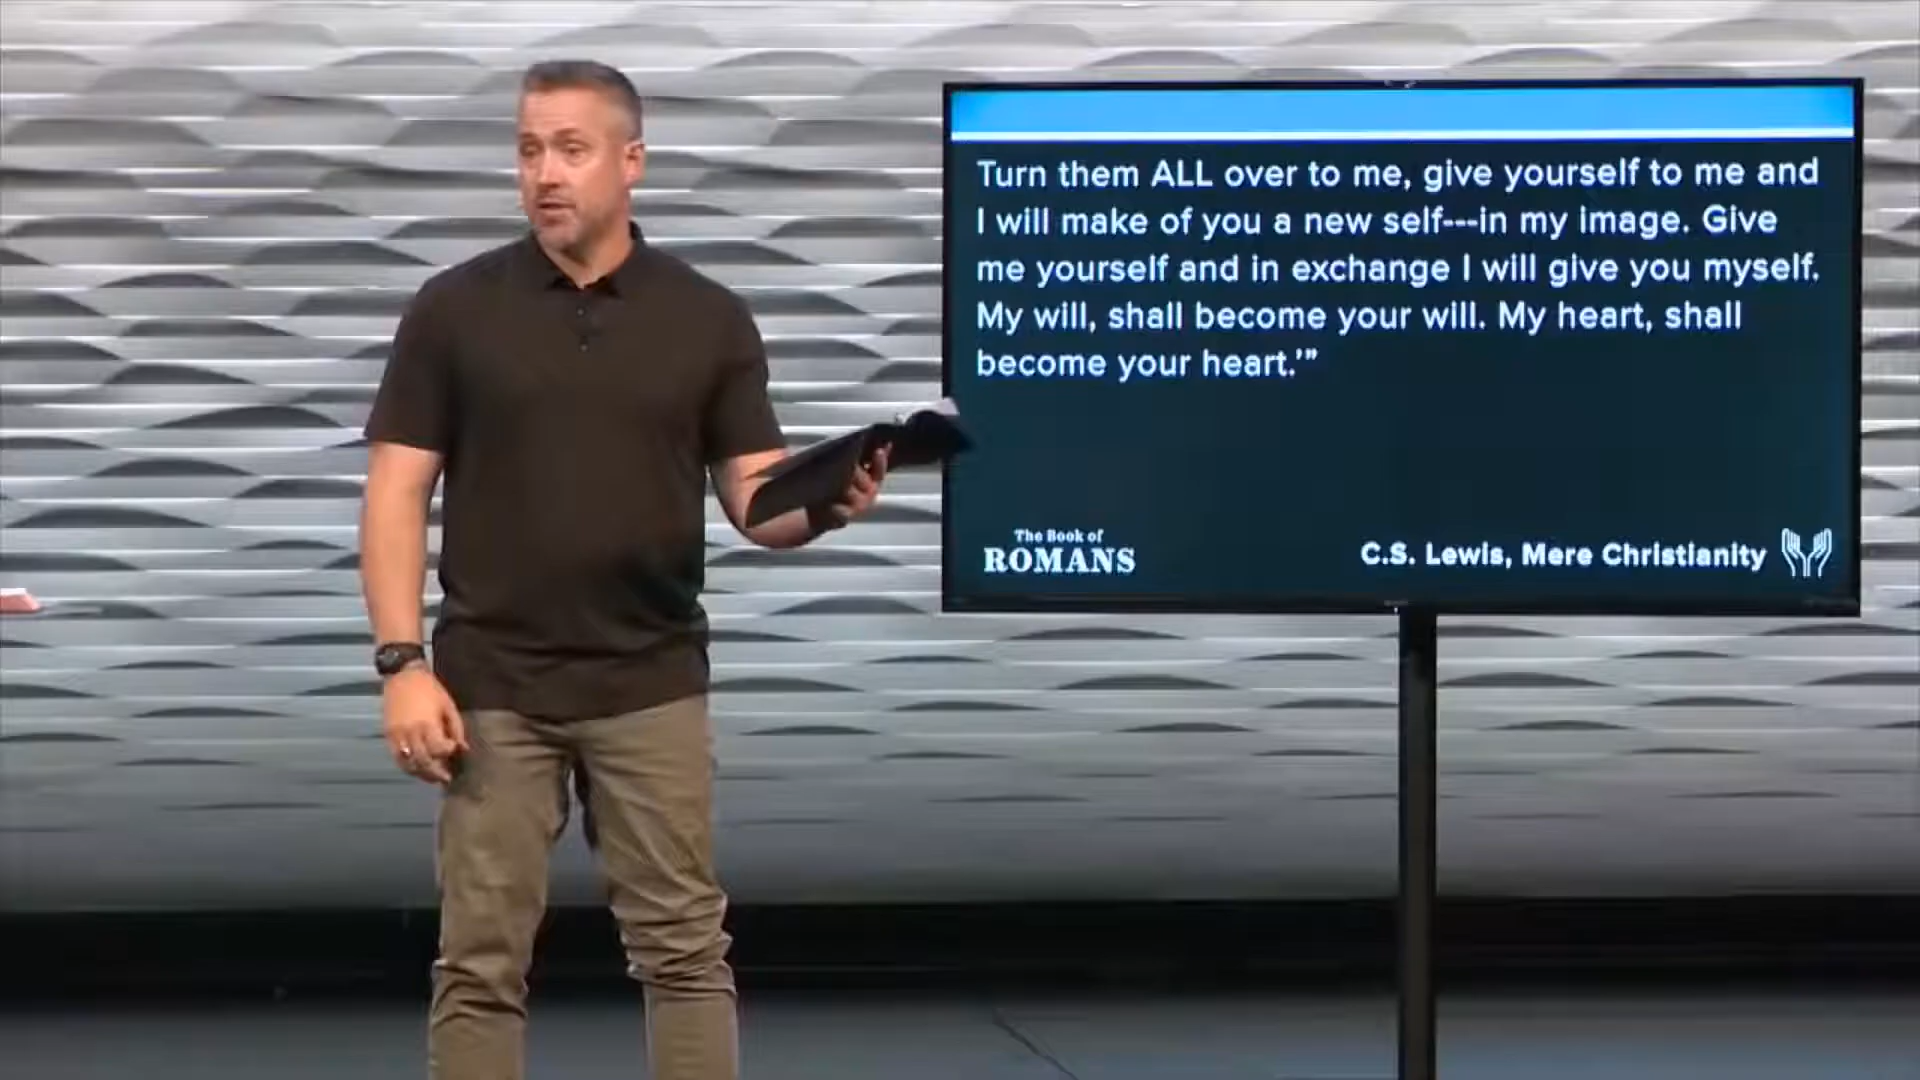 Turn them ALL over to me, give yourself to me and
I will make of you a new self---in my image. Give
me yourself and in exchange I will give you myself.
My will, shall become your will. My heart, shall
become your heart.'”
The Book of
ROMANS
C.S. Lewis, Mere Christianity